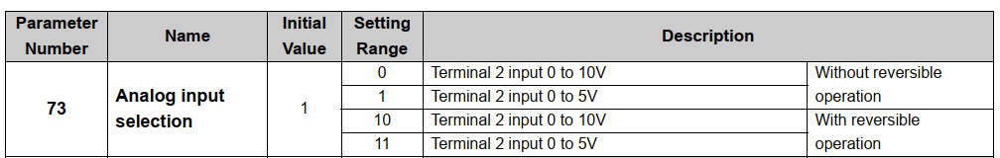 Parameter Number Name Initial Value Setting Range Description
73 Analog input selection 1
0 Terminal 2 input 0 to 10V Without reversible operation
1 Terminal 2 input 0 to 5V
10 Terminal 2 input 0 to 10V With reversible operation
11 Terminal 2 input 0 to 5V